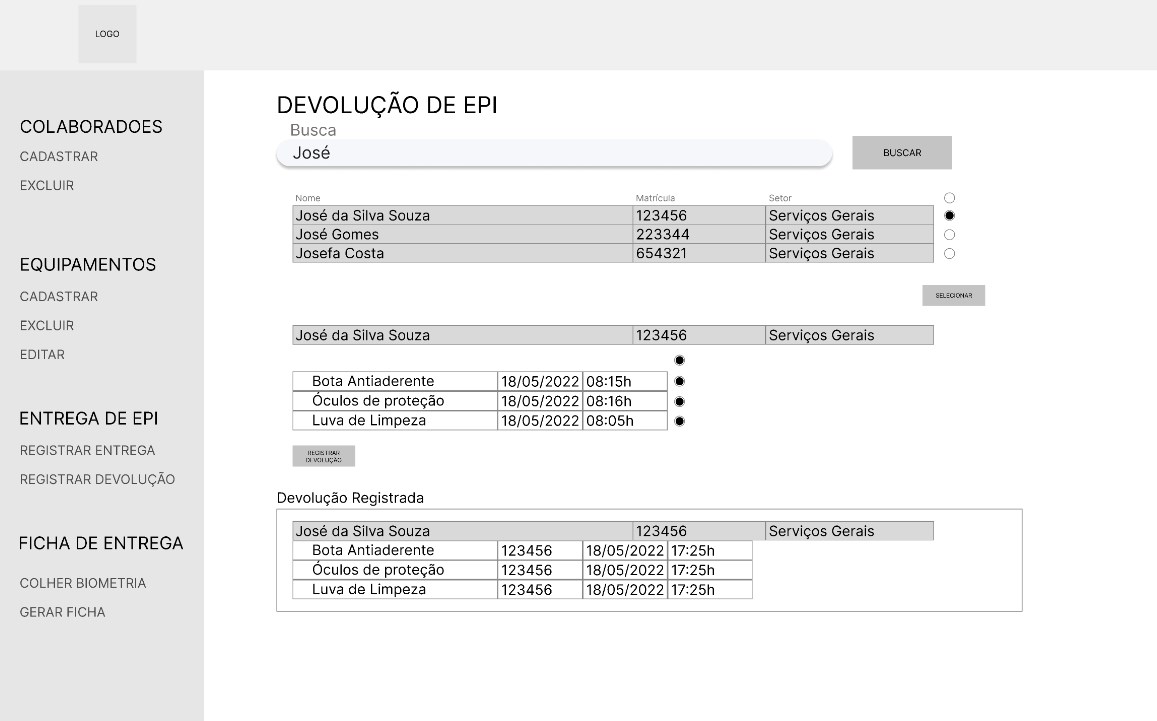 LOGO
COLABORADOES
CADASTRAR
EXCLUIR
EQUIPAMENTOS
CADASTRAR
EXCLUIR
EDITAR
ENTREGA DE EPI
REGISTRAR ENTREGA
REGISTRAR DEVOLUÇÃO
FICHA DE ENTREGA
COLHER BIOMETRIA
GERAR FICHA
DEVOLUÇÃO DE EPI
Busca
José
BUSCAR
Nome Matrícula Setor
José da Silva Souza 123456 Serviços Gerais
José Gomes 223344 Serviços Gerais
Josefa Costa 654321 Serviços Gerais
SELECIONAR
José da Silva Souza 123456 Serviços Gerais
Bota Antiaderente 18/05/2022 08:15h
Óculos de proteção 18/05/2022 08:16h
Luva de Limpeza 18/05/2022 08:05h
REGISTRAR
DEVOLUÇÃO
Devolução Registrada
José da Silva Souza 123456 Serviços Gerais
Bota Antiaderente 123456 18/05/2022 17:25h
Óculos de proteção 123456 18/05/2022 17:25h
Luva de Limpeza 123456 18/05/2022 17:25h